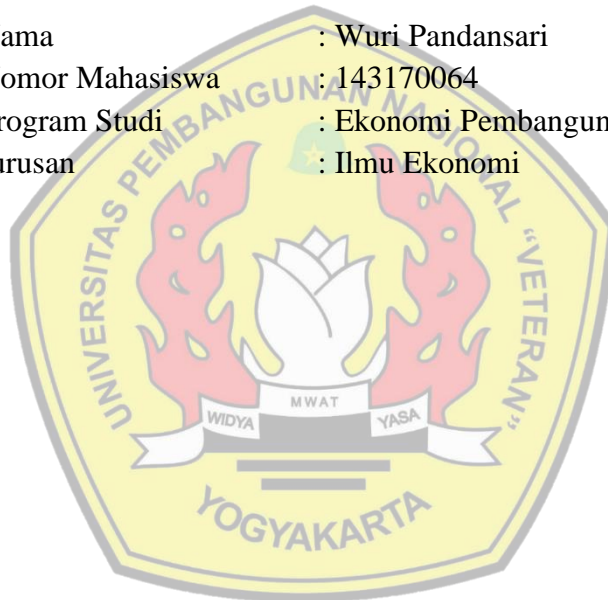 ama : Wuri Pandansari
omor Mahasiswa : 143170064
rogram Studi : Ekonomi Pembangun
urusan : Ilmu Ekonomi
UNIVERSITAS PEMBANGUNAN NASIONAL "VETERAN"
WIDYA MWAT YASA
YOGYAKARTA